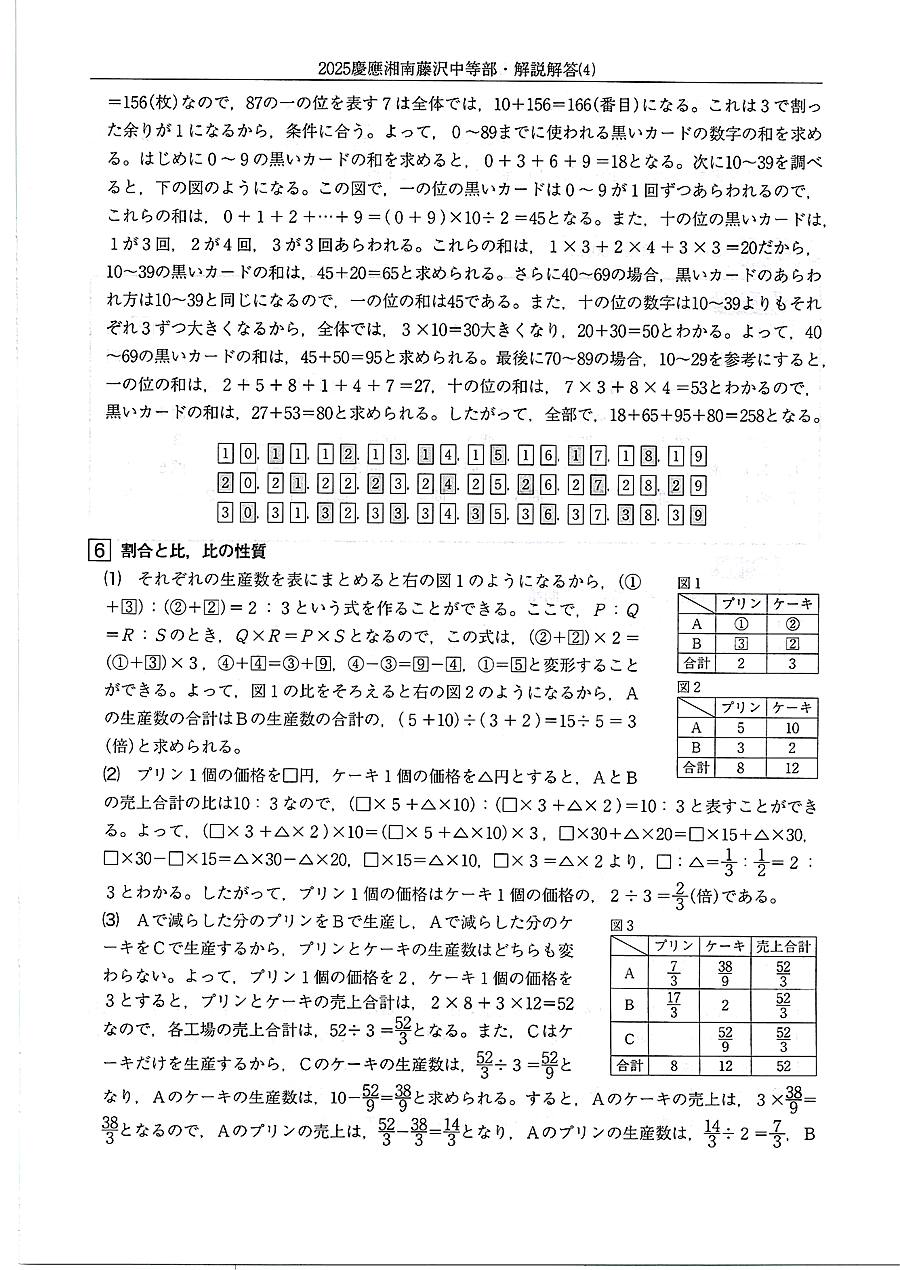 2025慶應湘南藤沢中等部・解説解答(4)
=156(枚)なので，87の一の位を表す7は全体では，10+156=166(番目)になる。これは3で割っ
た余りが1になるから，条件に合う。よって，0～89までに使われる黒いカードの数字の和を求め
る。はじめに0～9の黒いカードの和を求めると，0+3+6+9=18となる。次に10～39を調べ
ると，下の図のようになる。この図で，一の位の黒いカードは0～9が1回ずつあらわれるので，
これらの和は，0+1+2+…+9=(0+9)×10÷2=45となる。また，十の位の黒いカードは，
1が3回，2が4回，3が3回あらわれる。これらの和は，1×3+2×4+3×3=20だから，
10～39の黒いカードの和は，45+20=65と求められる。さらに40～69の場合，黒いカードのあらわ
れ方は10～39と同じになるので，一の位の和は45である。また，十の位の数字は10～39よりもそれ
ぞれ3ずつ大きくなるから，全体では，3×10=30大きくなり，20+30=50とわかる。よって，40
～69の黒いカードの和は，45+50=95と求められる。最後に70～89の場合，10～29を参考にすると，
一の位の和は，2+5+8+1+4+7=27，十の位の和は，7×3+8×4=53とわかるので，
黒いカードの和は，27+53=80と求められる。したがって，全部で，18+65+95+80=258となる。
1 0，1 1，1 2，1 3，1 4，1 5，1 6，1 7，1 8，1 9
2 0，2 1，2 2，2 3，2 4，2 5，2 6，2 7，2 8，2 9
3 0，3 1，3 2，3 3，3 4，3 5，3 6，3 7，3 8，3 9
6 割合と比，比の性質
(1) それぞれの生産数を表にまとめると右の図1のようになるから，(①
+[3])：(②+[2])=2：3という式を作ることができる。ここで，P：Q
=R：Sのとき，Q×R=P×Sとなるので，この式は，(②+[2])×2=
(①+[3])×3，④+[4]=③+[9]，④-③=[9]-[4]，①=[5]と変形すること
ができる。よって，図1の比をそろえると右の図2のようになるから，A
の生産数の合計はBの生産数の合計の，(5+10)÷(3+2)=15÷5=3
(倍)と求められる。
図1
プリン ケーキ
A ① ②
B [3] [2]
合計 2 3
図2
プリン ケーキ
A 5 10
B 3 2
合計 8 12
(2) プリン1個の価格を□円，ケーキ1個の価格を△円とすると，AとB
の売上合計の比は10：3なので，(□×5+△×10)：(□×3+△×2)=10：3と表すことができ
る。よって，(□×3+△×2)×10=(□×5+△×10)×3，□×30+△×20=□×15+△×30，
□×30-□×15=△×30-△×20，□×15=△×10，□×3=△×2より，□：△=1/3：1/2=2：
3とわかる。したがって，プリン1個の価格はケーキ1個の価格の，2÷3=2/3(倍)である。
(3) Aで減らした分のプリンをBで生産し，Aで減らした分のケ
ーキをCで生産するから，プリンとケーキの生産数はどちらも変
わらない。よって，プリン1個の価格を2，ケーキ1個の価格を
3とすると，プリンとケーキの売上合計は，2×8+3×12=52
なので，各工場の売上合計は，52÷3=52/3となる。また，Cはケ
ーキだけを生産するから，Cのケーキの生産数は，52/3÷3=52/9と
図3
プリン ケーキ 売上合計
A 7/3 38/9 52/3
B 17/3 2 52/3
C 52/9 52/3
合計 8 12 52
なり，Aのケーキの生産数は，10-52/9=38/9と求められる。すると，Aのケーキの売上は，3×38/9=
38/3となるので，Aのプリンの売上は，52/3-38/3=14/3となり，Aのプリンの生産数は，14/3÷2=7/3，B